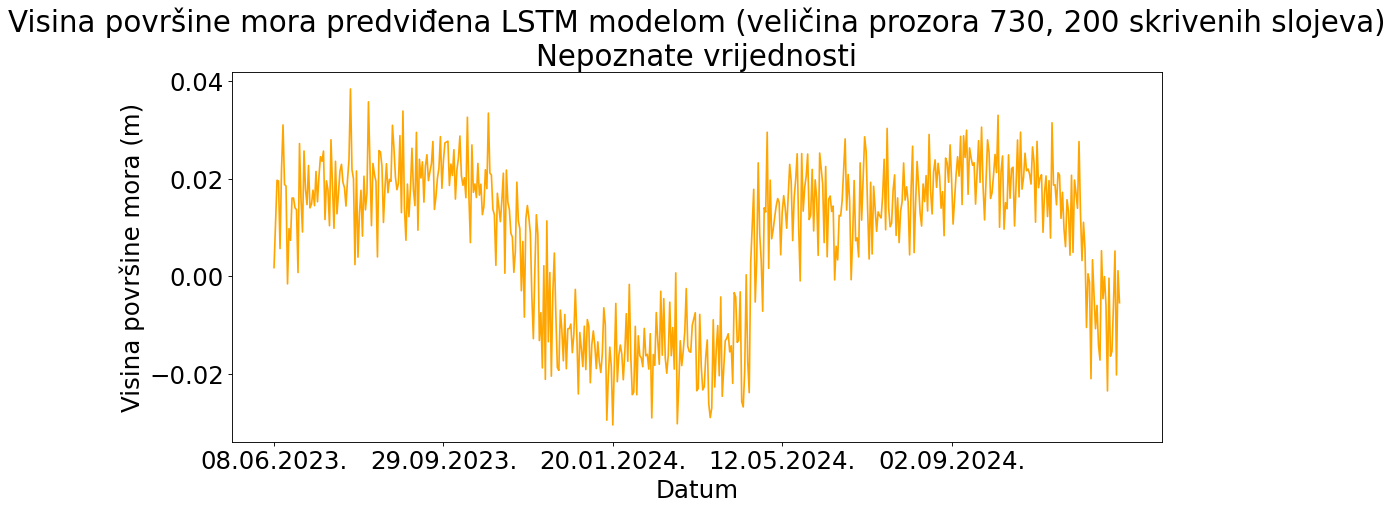 Visina površine mora predviđena LSTM modelom (veličina prozora 730, 200 skrivenih slojeva)
Nepoznate vrijednosti
Visina površine mora (m)
0.04
0.02
0.00
−0.02
08.06.2023. 29.09.2023. 20.01.2024. 12.05.2024. 02.09.2024.
Datum